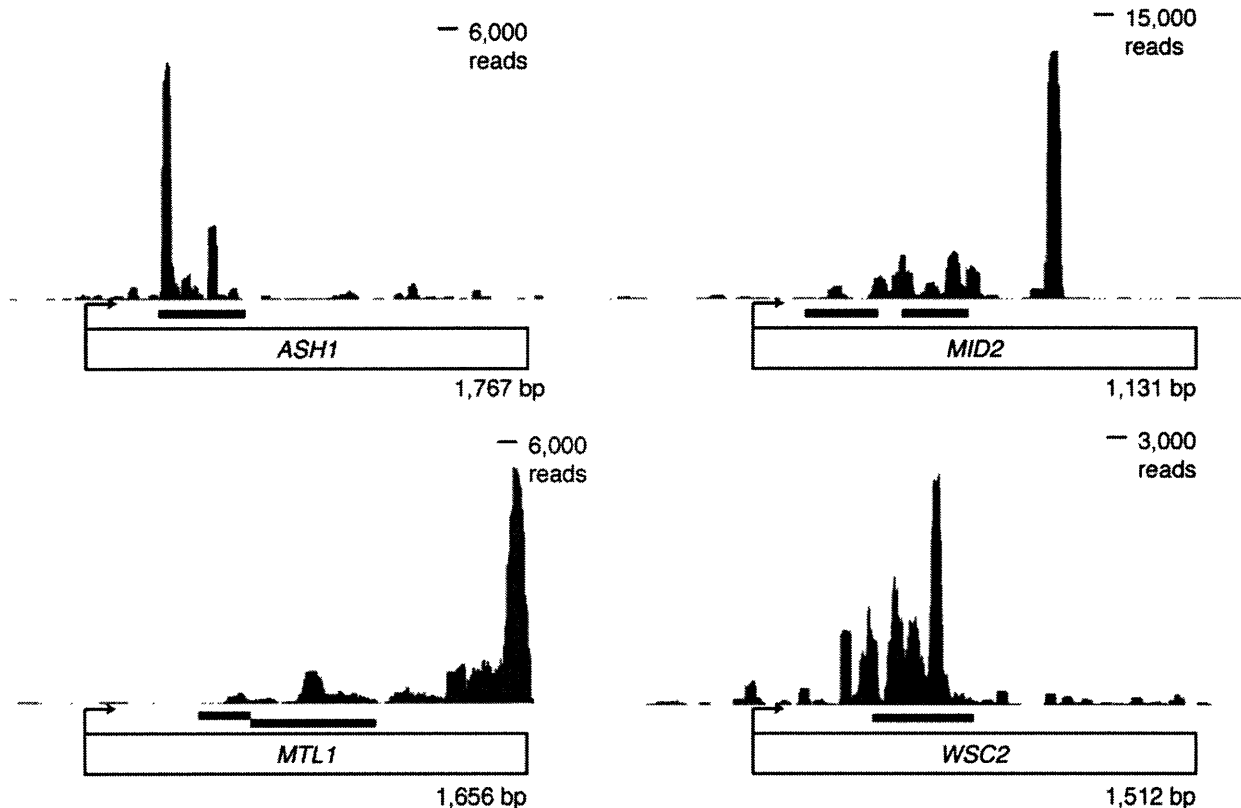 6,000
reads
ASH1
1,767 bp
15,000
reads
MID2
1,131 bp
6,000
reads
MTL1
1,656 bp
3,000
reads
WSC2
1,512 bp